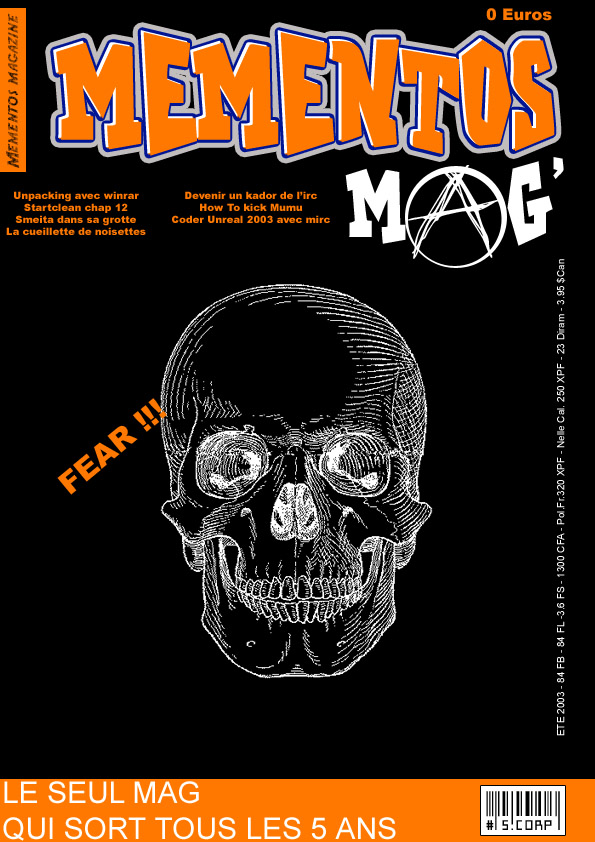 0 Euros
MEMENTOS MAGAZINE
MEMENTOS
MAG'
Unpacking avec winrar
Startclean chap 12
Smeita dans sa grotte
La cueillette de noisettes
Devenir un kador de l'irc
How To kick Mumu
Coder Unreal 2003 avec mirc
FEAR !!!
ETE 2003 - 84 FB - 84 FL -3.6 FS - 1300 CFA - Pol.Fr.320 XPF - Nelle Cal. 250 XPF - 23 Diram - 3.95 $Can
LE SEUL MAG
QUI SORT TOUS LES 5 ANS
#!S!CORP!